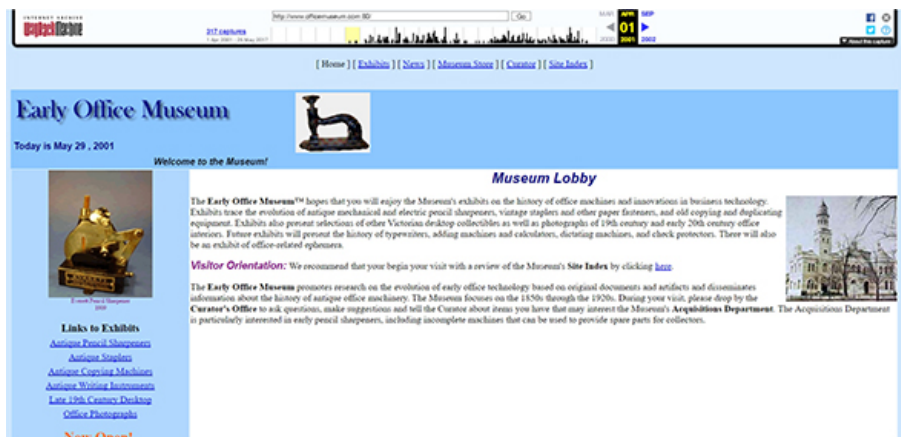 INTERNET ARCHIVE
WayBackMachine
http://www.officemuseum.com:80/
Go
APR
SEP
317 captures
01
2000 2001 2002
About this capture
[ Home ] [ Exhibits ] [ News ] [ Museum Store ] [ Curator ] [ Site Index ]
Early Office Museum
Today is May 29 , 2001
Welcome to the Museum!
Museum Lobby
The Early Office Museum™ hopes that you will enjoy the Museum's exhibits on the history of office machines and innovations in business technology.
Exhibits trace the evolution of antique mechanical and electric pencil sharpeners, vintage staplers and other paper fasteners, and old copying and duplicating
equipment. Exhibits also present selections of other Victorian desktop collectibles as well as photographs of 19th century and early 20th century office
interiors. Future exhibits will present the history of typewriters, adding machines and calculators, dictating machines, and check protectors. There will also
be an exhibit of office-related ephemera.
Visitor Orientation: We recommend that your begin your visit with a review of the Museum's Site Index by clicking here.
The Early Office Museum promotes research on the evolution of early office technology based on original documents and artifacts and disseminates
information about the history of antique office machinery. The Museum focuses on the 1850s through the 1920s. During your visit, please drop by the
Curator's Office to ask questions, make suggestions and tell the Curator about items you have that may interest the Museum's Acquisitions Department. The Acquisitions Department
is particularly interested in early pencil sharpeners, including incomplete machines that can be used to provide spare parts for collectors.
Pencil Sharpener
Links to Exhibits
Antique Pencil Sharpeners
Antique Staplers
Antique Copying Machines
Antique Writing Instruments
Late 19th Century Desktop
Office Photographs
Now Open!